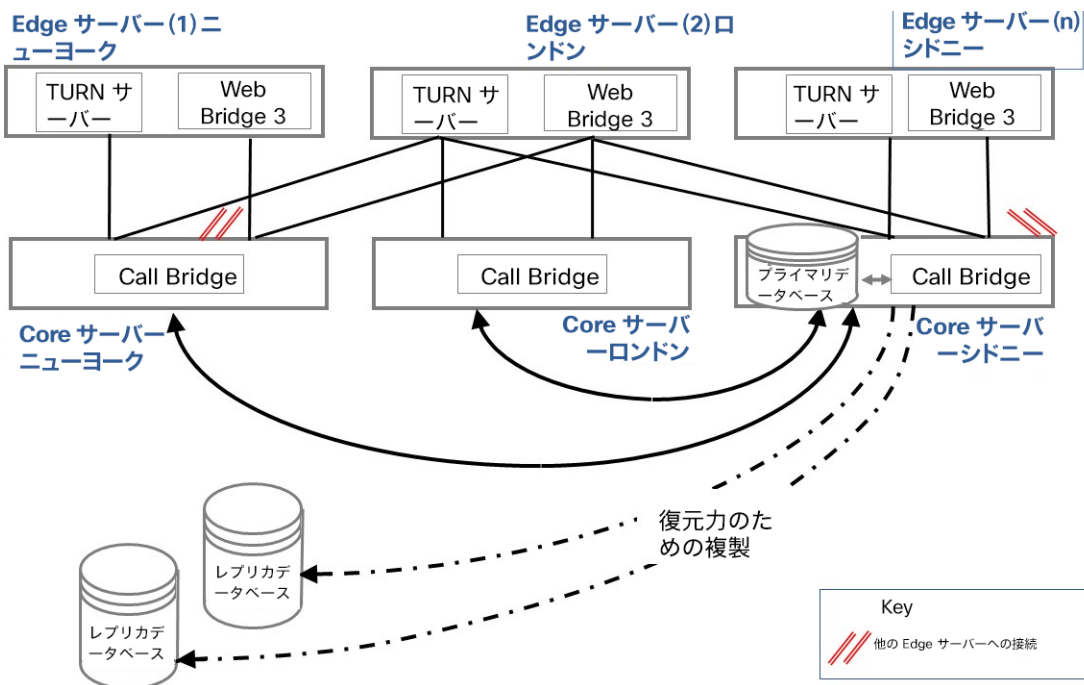 Edge サーバー(1)ニ
ューヨーク
Edge サーバー(2)ロ
ンドン
Edge サーバー(n)
シドニー
TURN サ
ーバー
Web
Bridge 3
TURN サ
ーバー
Web
Bridge 3
TURN サ
ーバー
Web
Bridge 3
Call Bridge
Call Bridge
プライマリデ
ータベース
Call Bridge
Core サーバー
ニューヨーク
Core サーバ
ーロンドン
Core サーバ
ーシドニー
復元力のた
めの複製
レプリカデ
ータベース
レプリカデ
ータベース
Key
他の Edge サーバーへの接続